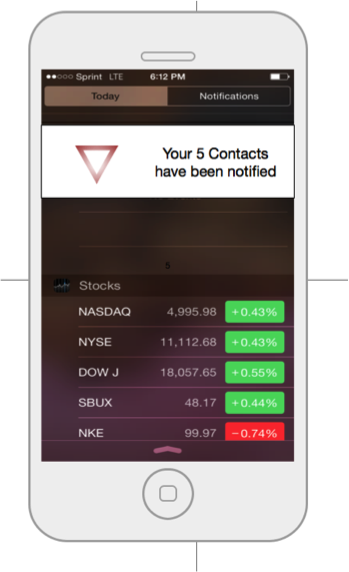 Sprint LTE 6:12 PM
Today Notifications
Your 5 Contacts
have been notified
5
Stocks
NASDAQ 4,995.98 +0.43%
NYSE 11,112.68 +0.43%
DOW J 18,057.65 +0.55%
SBUX 48.17 +0.44%
NKE 99.97 −0.74%